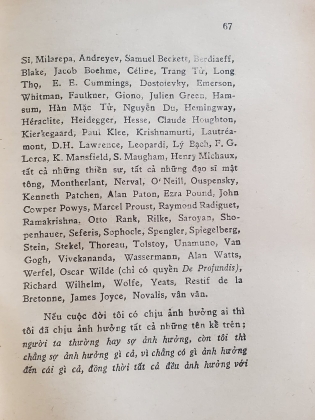 67
Sĩ, Milarepa, Andreyev, Samuel Beckett, Berdiaeff,
Blake, Jacob Boehme, Céline, Trang Tử, Long
Thọ, E. E. Cummings, Dostoievsky, Emerson,
Whitman, Faulkner, Giono, Julien Green, Ham-
sum, Hàn Mặc Tử, Nguyễn Du, Hemingway,
Héraclite, Heidegger, Hesse, Claude Houghton,
Kierkegaard, Paul Klee, Krishnamurti, Lautréa-
mont, D.H. Lawrence, Leopardi, Lý Bạch, F. G.
Lorca, K. Mansfield, S. Maugham, Henry Michaux,
tất cả những thiền sư, tất cả những đạo sĩ mật
tông, Montherlant, Nerval, O'Neill, Ouspensky,
Kenneth Patchen, Alan Paton, Ezra Pound, John
Cowper Powys, Marcel Proust, Raymond Radiguet,
Ramakrishna, Otto Rank, Rilke, Saroyan, Sho-
penhauer, Seferis, Sophocle, Spengler, Spiegelberg,
Stein, Stekel, Thoreau, Tolstoy, Unamuno, Van
Gogh, Vivekananda, Wassermann, Alan Watts,
Werfel, Oscar Wilde (chỉ có quyển De Profundis),
Richard Wilhelm, Wolfe, Yeats, Restif de la
Bretonne, James Joyce, Novalis, vân vân.
Nếu cuộc đời tôi có chịu ảnh hưởng ai thì
tôi đã chịu ảnh hưởng tất cả những tên kể trên;
người ta thường hay sợ ảnh hưởng, còn tôi thì
chẳng sợ ảnh hưởng gì cả, vì chẳng có gì ảnh hưởng
đến cái gì cả, đồng thời tất cả đều ảnh hưởng với